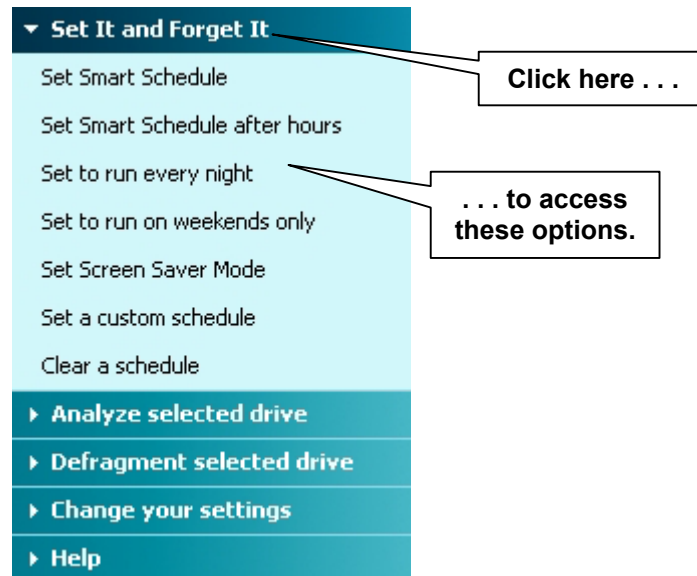 Set It and Forget It
Click here . . .
Set Smart Schedule
Set Smart Schedule after hours
Set to run every night
. . . to access
these options.
Set to run on weekends only
Set Screen Saver Mode
Set a custom schedule
Clear a schedule
Analyze selected drive
Defragment selected drive
Change your settings
Help